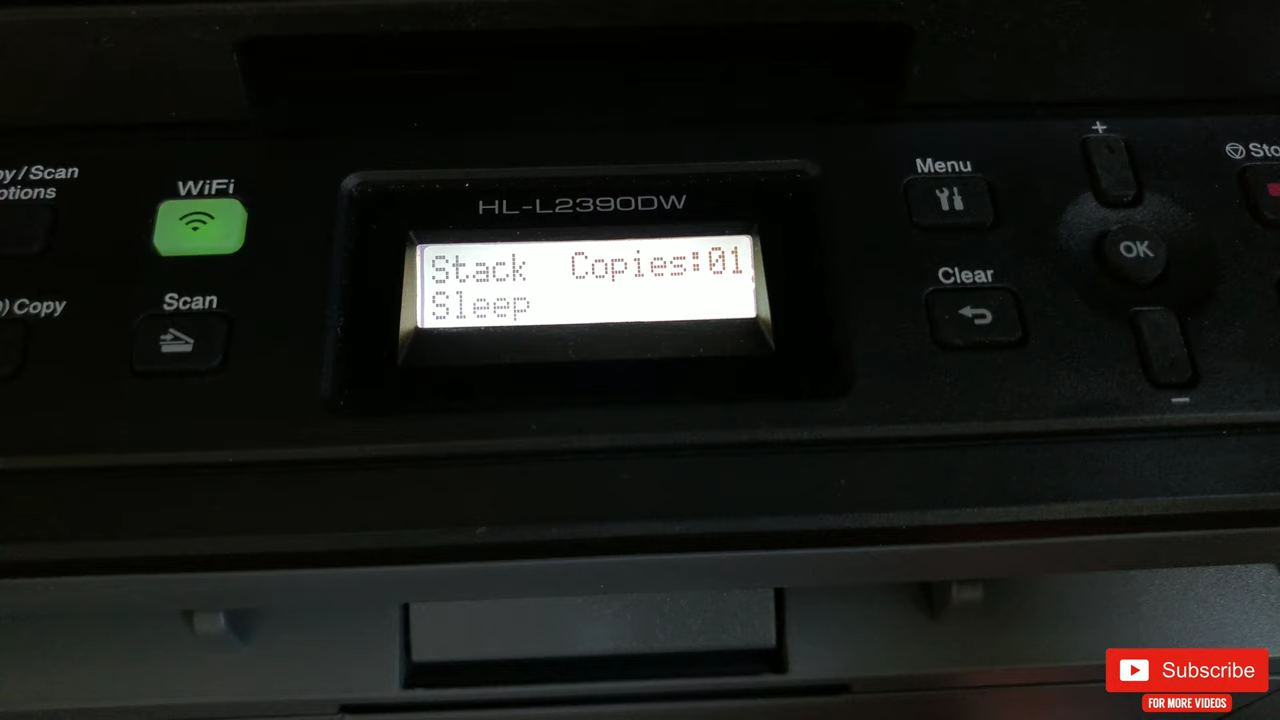 py/Scan
ptions
WiFi
HL-L2390DW
Menu
+
Sto
Stack Copies:01
Sleep
OK
) Copy
Scan
Clear
−
Subscribe
FOR MORE VIDEOS